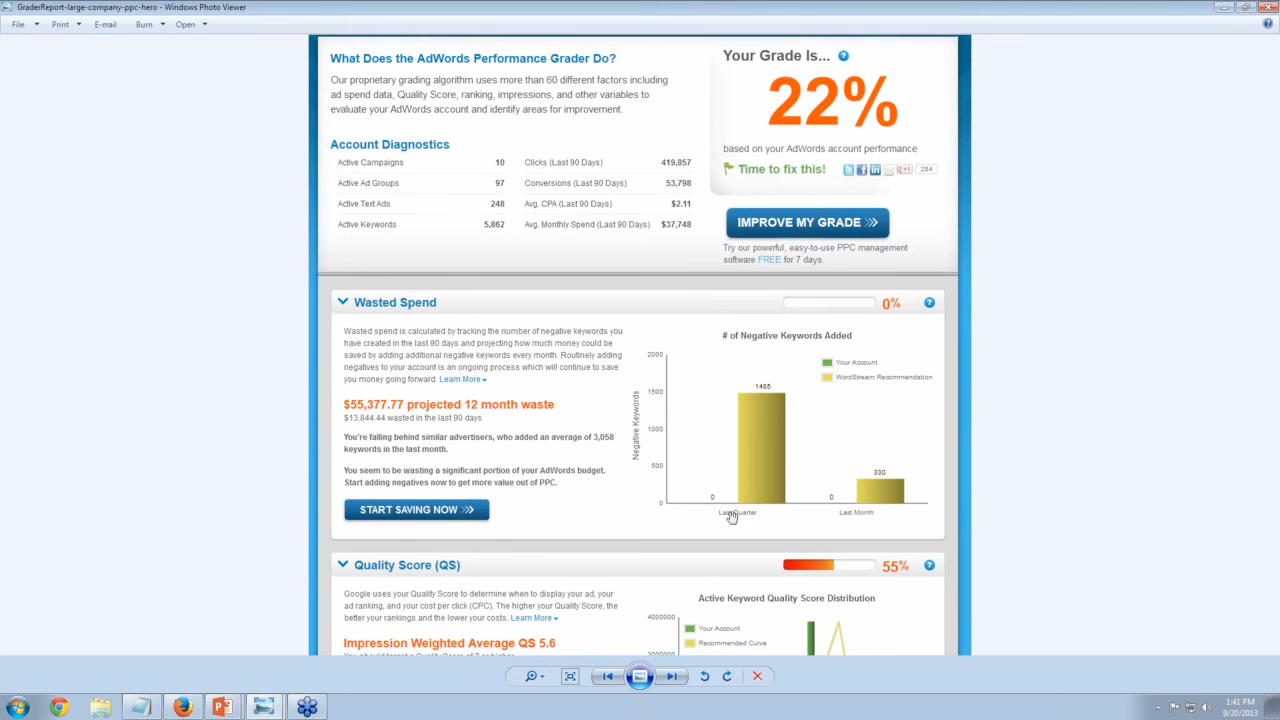 GraderReport-large-company-ppc-hero - Windows Photo Viewer
File Print E-mail Burn Open
What Does the AdWords Performance Grader Do?
Our proprietary grading algorithm uses more than 60 different factors including
ad spend data, Quality Score, ranking, impressions, and other variables to
evaluate your AdWords account and identify areas for improvement.
Account Diagnostics
Active Campaigns 10 Clicks (Last 90 Days) 419,857
Active Ad Groups 97 Conversions (Last 90 Days) 53,798
Active Text Ads 248 Avg. CPA (Last 90 Days) $2.11
Active Keywords 5,862 Avg. Monthly Spend (Last 90 Days) $37,748
Your Grade Is... ?
22%
based on your AdWords account performance
Time to fix this! 284
IMPROVE MY GRADE
Try our powerful, easy-to-use PPC management
software FREE for 7 days.
Wasted Spend 0% ?
Wasted spend is calculated by tracking the number of negative keywords you
have created in the last 90 days and projecting how much money could be
saved by adding additional negative keywords every month. Routinely adding
negatives to your account is an ongoing process which will continue to save
you money going forward. Learn More
$55,377.77 projected 12 month waste
$13,844.44 wasted in the last 90 days
You're falling behind similar advertisers, who added an average of 3,058
keywords in the last month.
You seem to be wasting a significant portion of your AdWords budget.
Start adding negatives now to get more value out of PPC.
START SAVING NOW
# of Negative Keywords Added
Your Account
WordStream Recommendation
Negative Keywords
2000
1500
1000
500
0
0 1485 0 330
Last Quarter Last Month
Quality Score (QS) 55% ?
Google uses your Quality Score to determine when to display your ad, your
ad ranking, and your cost per click (CPC). The higher your Quality Score, the
better your rankings and the lower your costs. Learn More
Impression Weighted Average QS 5.6
Active Keyword Quality Score Distribution
4000000
Your Account
Recommended Curve
1:41 PM
9/20/2013